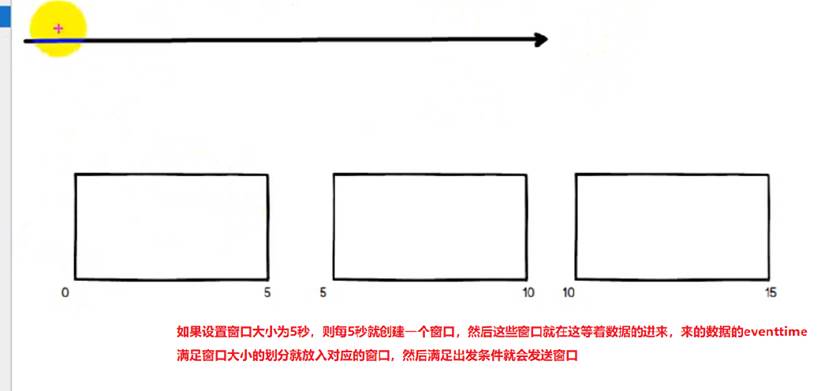 0 5 5 10 10 15
如果设置窗口大小为5秒，则每5秒就创建一个窗口，然后这些窗口就在这等着数据的进来，来的数据的eventtime
满足窗口大小的划分就放入对应的窗口，然后满足出发条件就会发送窗口